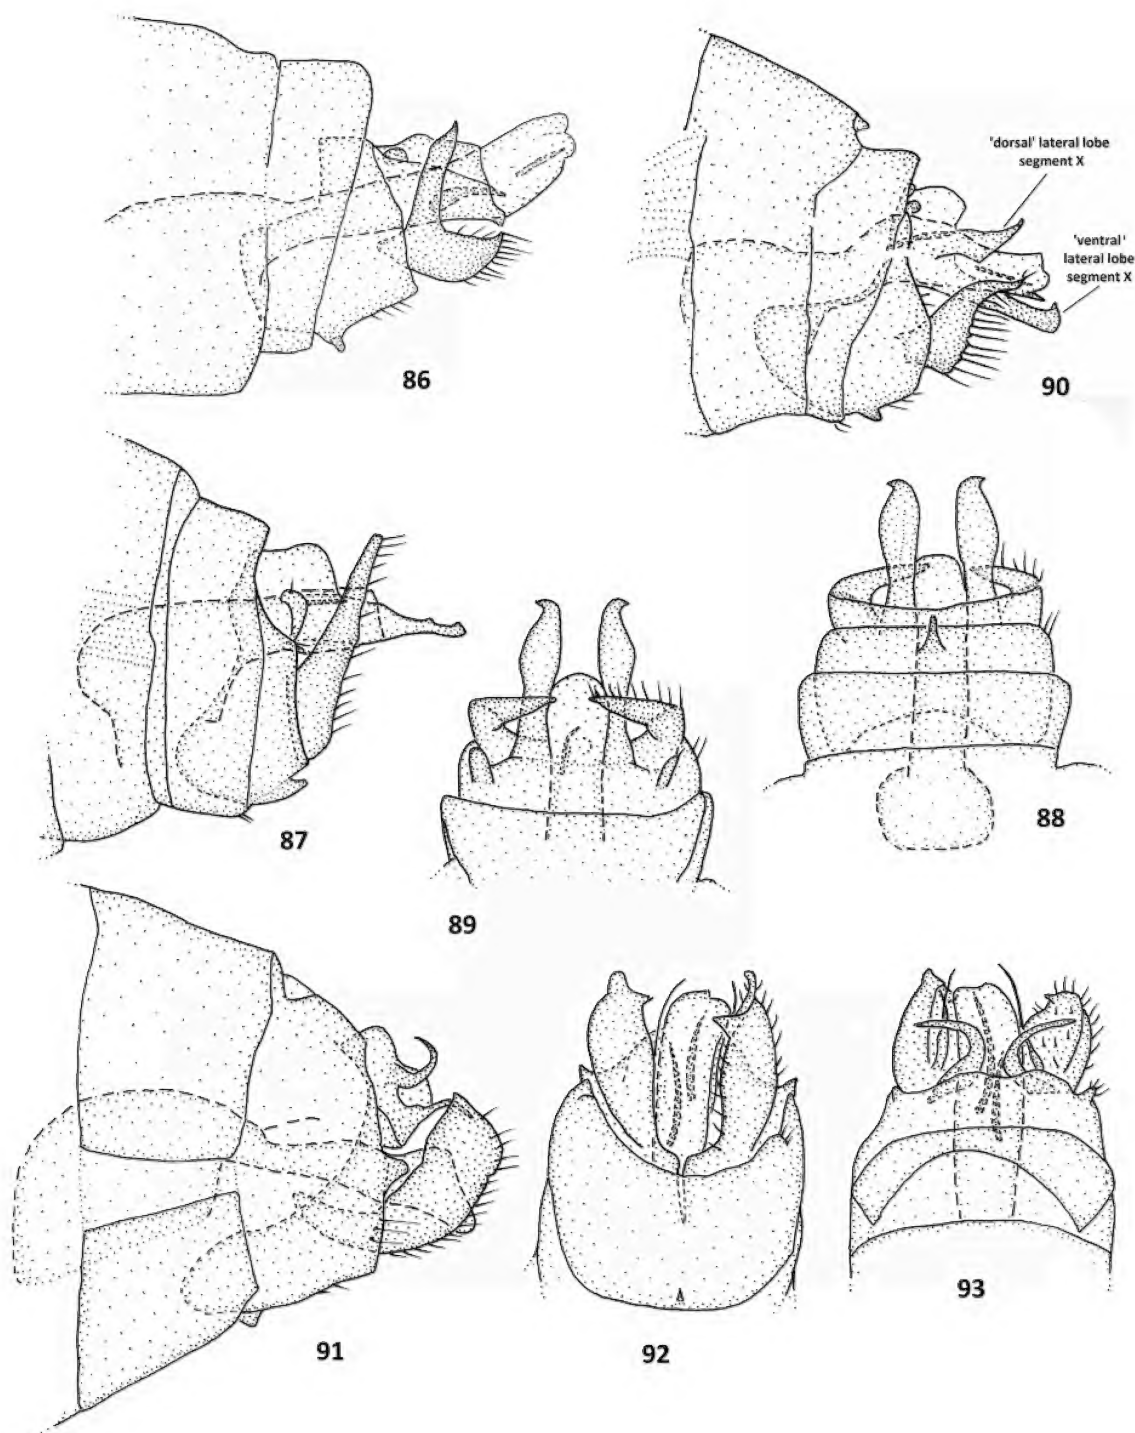 86
'dorsal' lateral lobe
segment X
'ventral'
lateral lobe
segment X
90
87
89
88
91
92
93